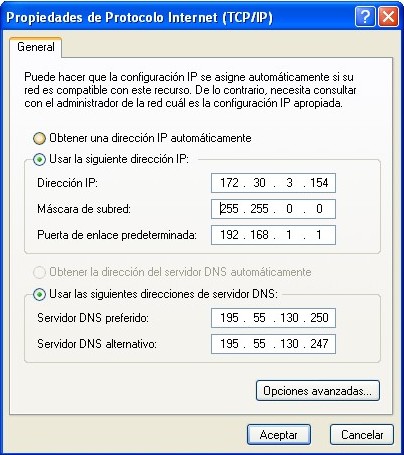 Propiedades de Protocolo Internet (TCP/IP)
General
Puede hacer que la configuración IP se asigne automáticamente si su
red es compatible con este recurso. De lo contrario, necesita consultar
con el administrador de la red cuál es la configuración IP apropiada.
Obtener una dirección IP automáticamente
Usar la siguiente dirección IP:
Dirección IP: 172 . 30 . 3 . 154
Máscara de subred: 255 . 255 . 0 . 0
Puerta de enlace predeterminada: 192 . 168 . 1 . 1
Obtener la dirección del servidor DNS automáticamente
Usar las siguientes direcciones de servidor DNS:
Servidor DNS preferido: 195 . 55 . 130 . 250
Servidor DNS alternativo: 195 . 55 . 130 . 247
Opciones avanzadas...
Aceptar Cancelar